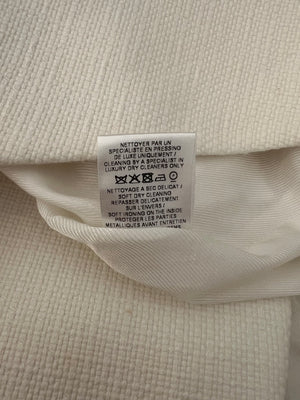 NETTOYER PAR UN
SPECIALISTE EN PRESSING
DE LUXE UNIQUEMENT /
CLEANING BY A SPECIALIST IN
LUXURY DRY CLEANERS ONLY
NETTOYAGE A SEC DELICAT /
SOFT DRY CLEANING
REPASSER DELICATEMENT
SUR L'ENVERS /
SOFT IRONING ON THE INSIDE
PROTEGER LES PARTIES
METALLIQUES AVANT ENTRETIEN